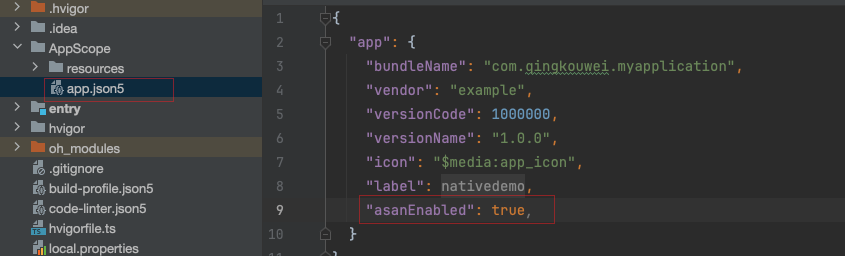 .hvigor
.idea
AppScope
resources
app.json5
entry
hvigor
oh_modules
.gitignore
build-profile.json5
code-linter.json5
hvigorfile.ts
local.properties
1 {
2 "app": {
3 "bundleName": "com.qingkouwei.myapplication",
4 "vendor": "example",
5 "versionCode": 1000000,
6 "versionName": "1.0.0",
7 "icon": "$media:app_icon",
8 "label": nativedemo,
9 "asanEnabled": true,
10 }
}